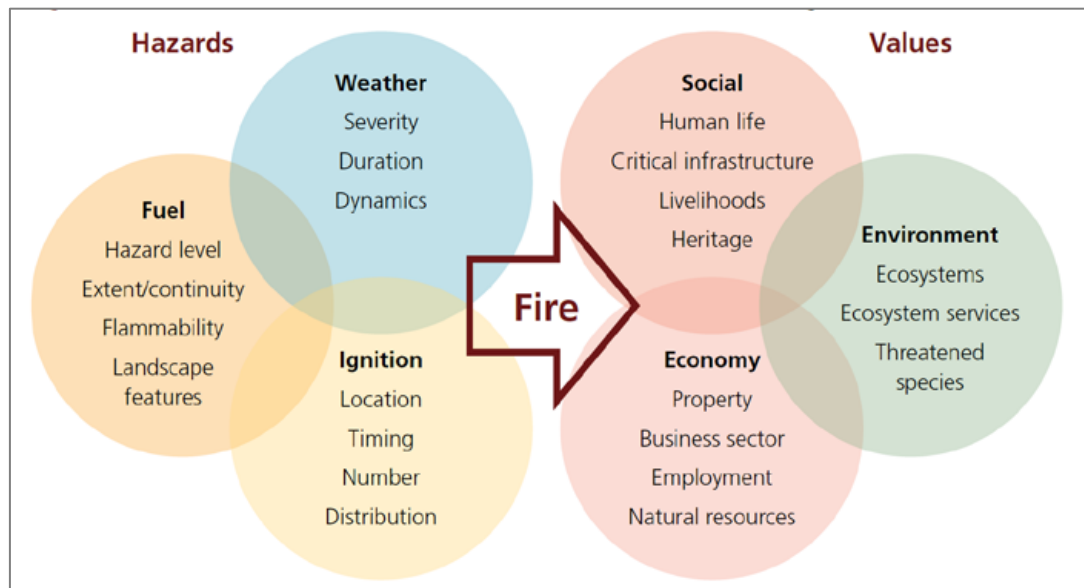 Hazards
Values
Weather
Severity
Duration
Dynamics
Fuel
Hazard level
Extent/continuity
Flammability
Landscape
features
Ignition
Location
Timing
Number
Distribution
Fire
Social
Human life
Critical infrastructure
Livelihoods
Heritage
Environment
Ecosystems
Ecosystem services
Threatened
species
Economy
Property
Business sector
Employment
Natural resources